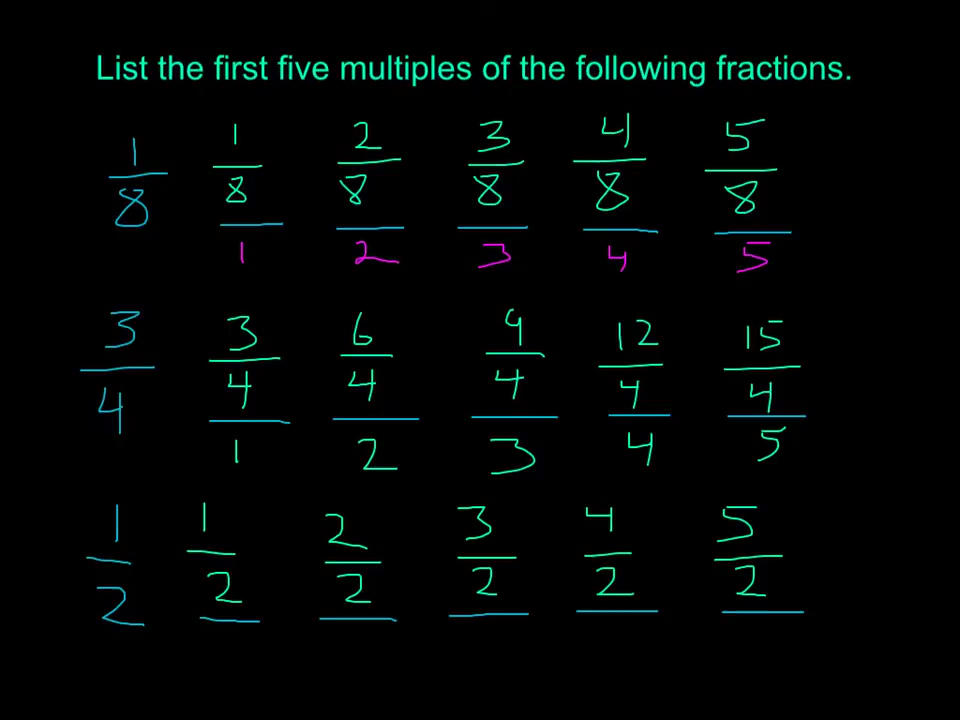 List the first five multiples of the following fractions.
1 1 2 3 4 5
8 8 8 8 8 8
1 2 3 4 5
3 3 6 9 12 15
4 4 4 4 4 4
1 2 3 4 5
1 1 2 3 4 5
2 2 2 2 2 2